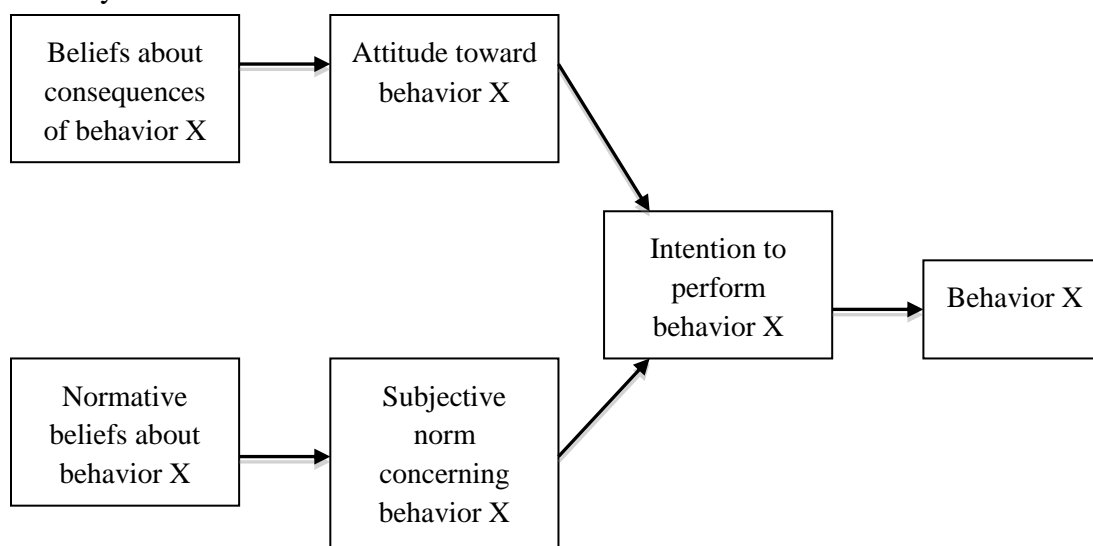 Beliefs about
consequences
of behavior X
Attitude toward
behavior X
Intention to
perform
behavior X
Behavior X
Normative
beliefs about
behavior X
Subjective
norm
concerning
behavior X